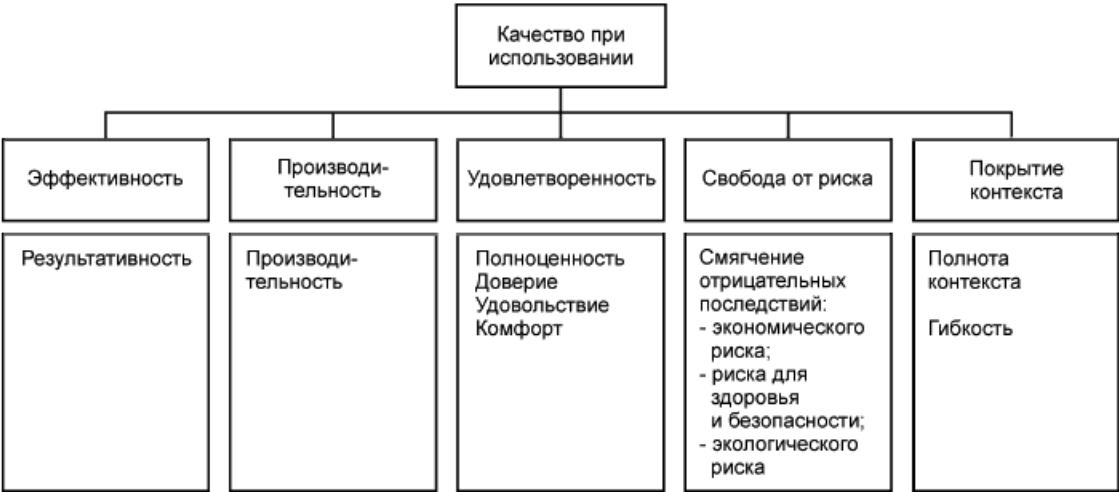 Качество при
использовании
Эффективность
Производи-
тельность
Удовлетворенность
Свобода от риска
Покрытие
контекста
Результативность
Производи-
тельность
Полноценность
Доверие
Удовольствие
Комфорт
Смягчение
отрицательных
последствий:
- экономического
риска;
- риска для
здоровья
и безопасности;
- экологического
риска
Полнота
контекста
Гибкость